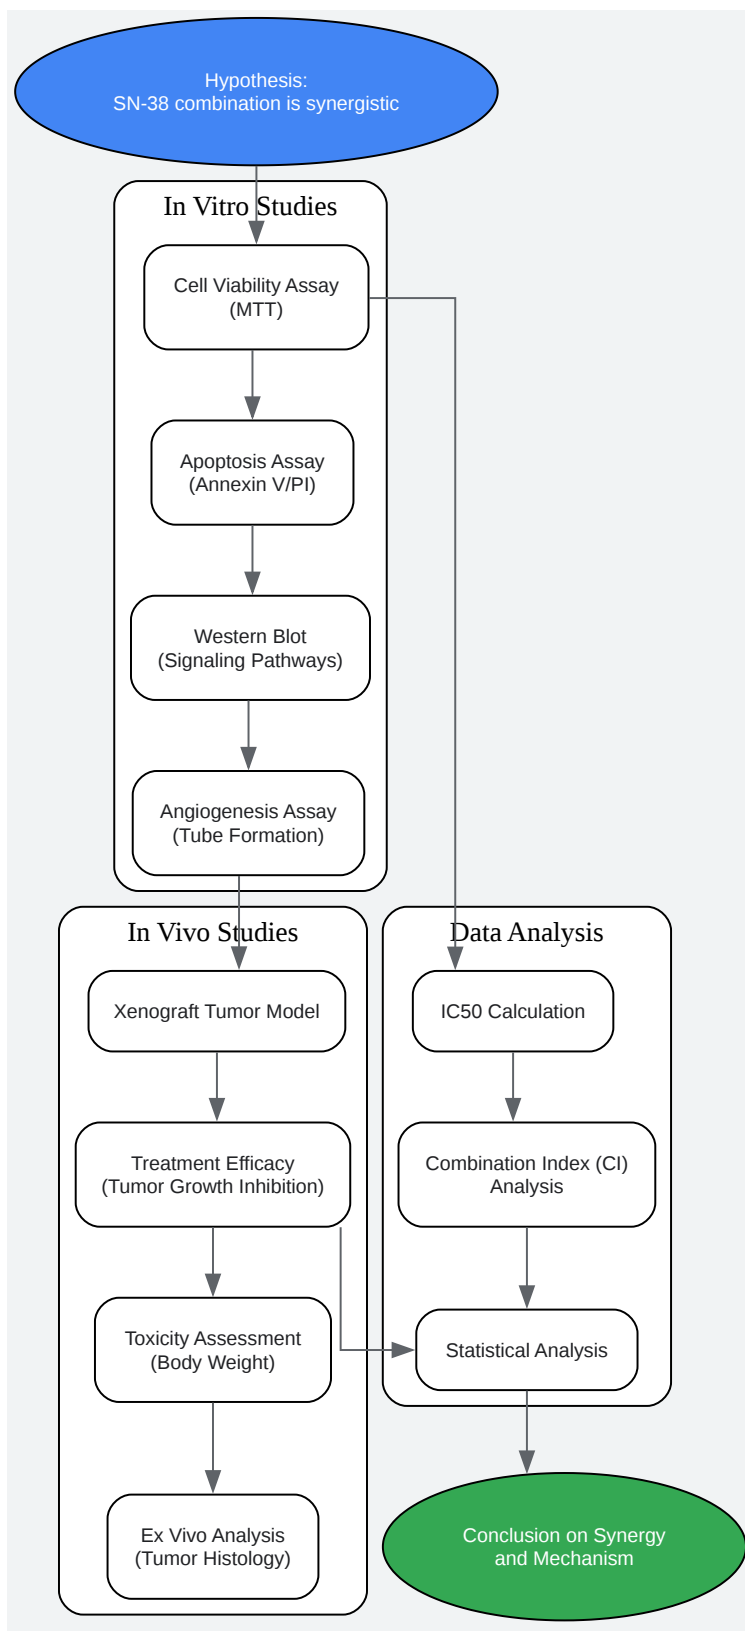 Hypothesis:
SN-38 combination is synergistic
In Vitro Studies
Cell Viability Assay
(MTT)
Apoptosis Assay
(Annexin V/PI)
Western Blot
(Signaling Pathways)
Angiogenesis Assay
(Tube Formation)
In Vivo Studies
Xenograft Tumor Model
Treatment Efficacy
(Tumor Growth Inhibition)
Toxicity Assessment
(Body Weight)
Ex Vivo Analysis
(Tumor Histology)
Data Analysis
IC50 Calculation
Combination Index (CI)
Analysis
Statistical Analysis
Conclusion on Synergy
and Mechanism